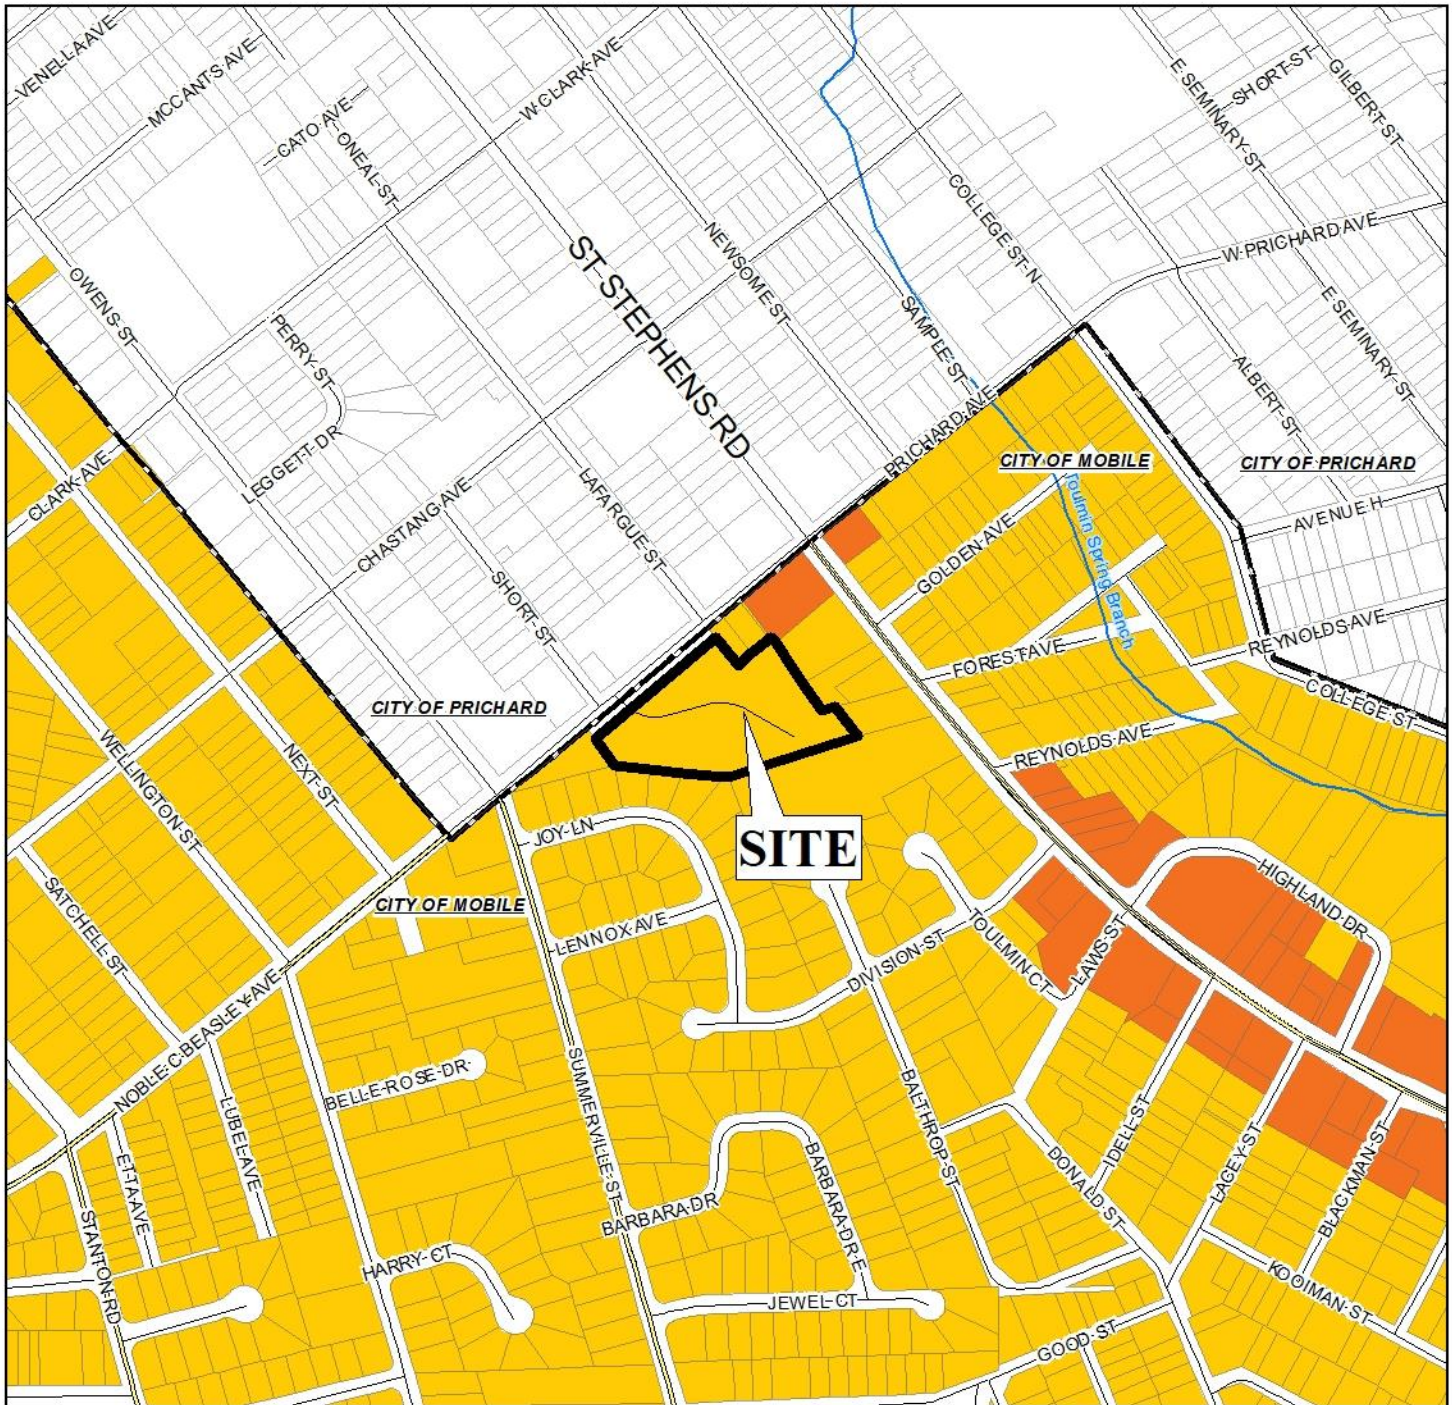 VENELLA AVE
MCCANTS AVE
CATO AVE
ONEAL ST
W CLARK AVE
E SEMINARY ST
SHORT ST
GILBERT ST
COLLEGE ST N
W PRICHARD AVE
NEWSOME ST
ST STEPHENS RD
OWENS ST
PERRY ST
SAMPLE ST
E SEMINARY ST
ALBERT ST
LEGGETT DR
PRICHARD AVE
CITY OF MOBILE
CITY OF PRICHARD
CLARK AVE
CHASTANG AVE
LAFARGUE ST
Toulmin Spring Branch
AVENUE H
GOLDEN AVE
SHORT ST
FOREST AVE
REYNOLDS AVE
CITY OF PRICHARD
COLLEGE ST
WELLINGTON ST
NEXT ST
REYNOLDS AVE
JOY LN
SITE
HIGHLAND DR
SATCHELL ST
CITY OF MOBILE
LENNOX AVE
DIVISION ST
TOULMIN CT
LAWS ST
NOBLE C BEASLEY AVE
BELLE ROSE DR
SUMMERVILLE ST
BALTHROP ST
LUBEL AVE
ETTA AVE
IDELL ST
LACEY ST
BLACKMAN ST
DONALD ST
BARBARA DR
BARBARA DR E
STANTON RD
HARRY CT
KOOIMAN ST
JEWEL CT
GOOD ST